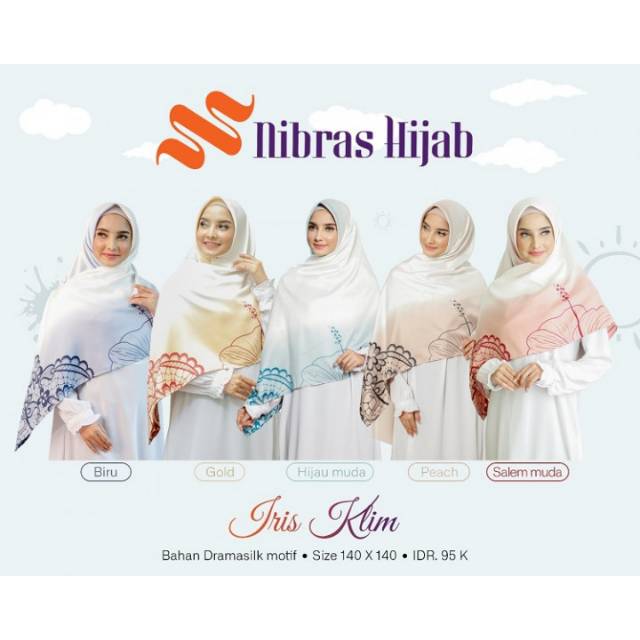 Nibras Hijab
Biru
Gold
Hijau muda
Peach
Salem muda
Iris Klim
Bahan Dramasilk motif • Size 140 X 140 • IDR. 95 K